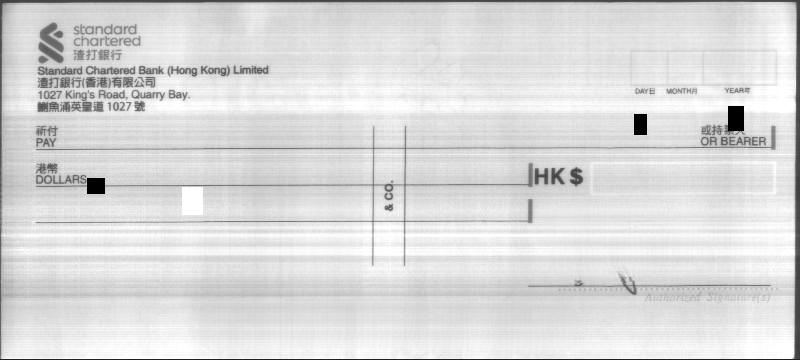 standard
chartered
渣打銀行
Standard Chartered Bank (Hong Kong) Limited
渣打銀行(香港)有限公司
1027 King's Road, Quarry Bay.
鰂魚涌英皇道 1027 號
DAY日 MONTH月 YEAR年
祈付
PAY
或持票人
OR BEARER
港幣
DOLLARS
HK $
& CO.
Authorized Signature(s)